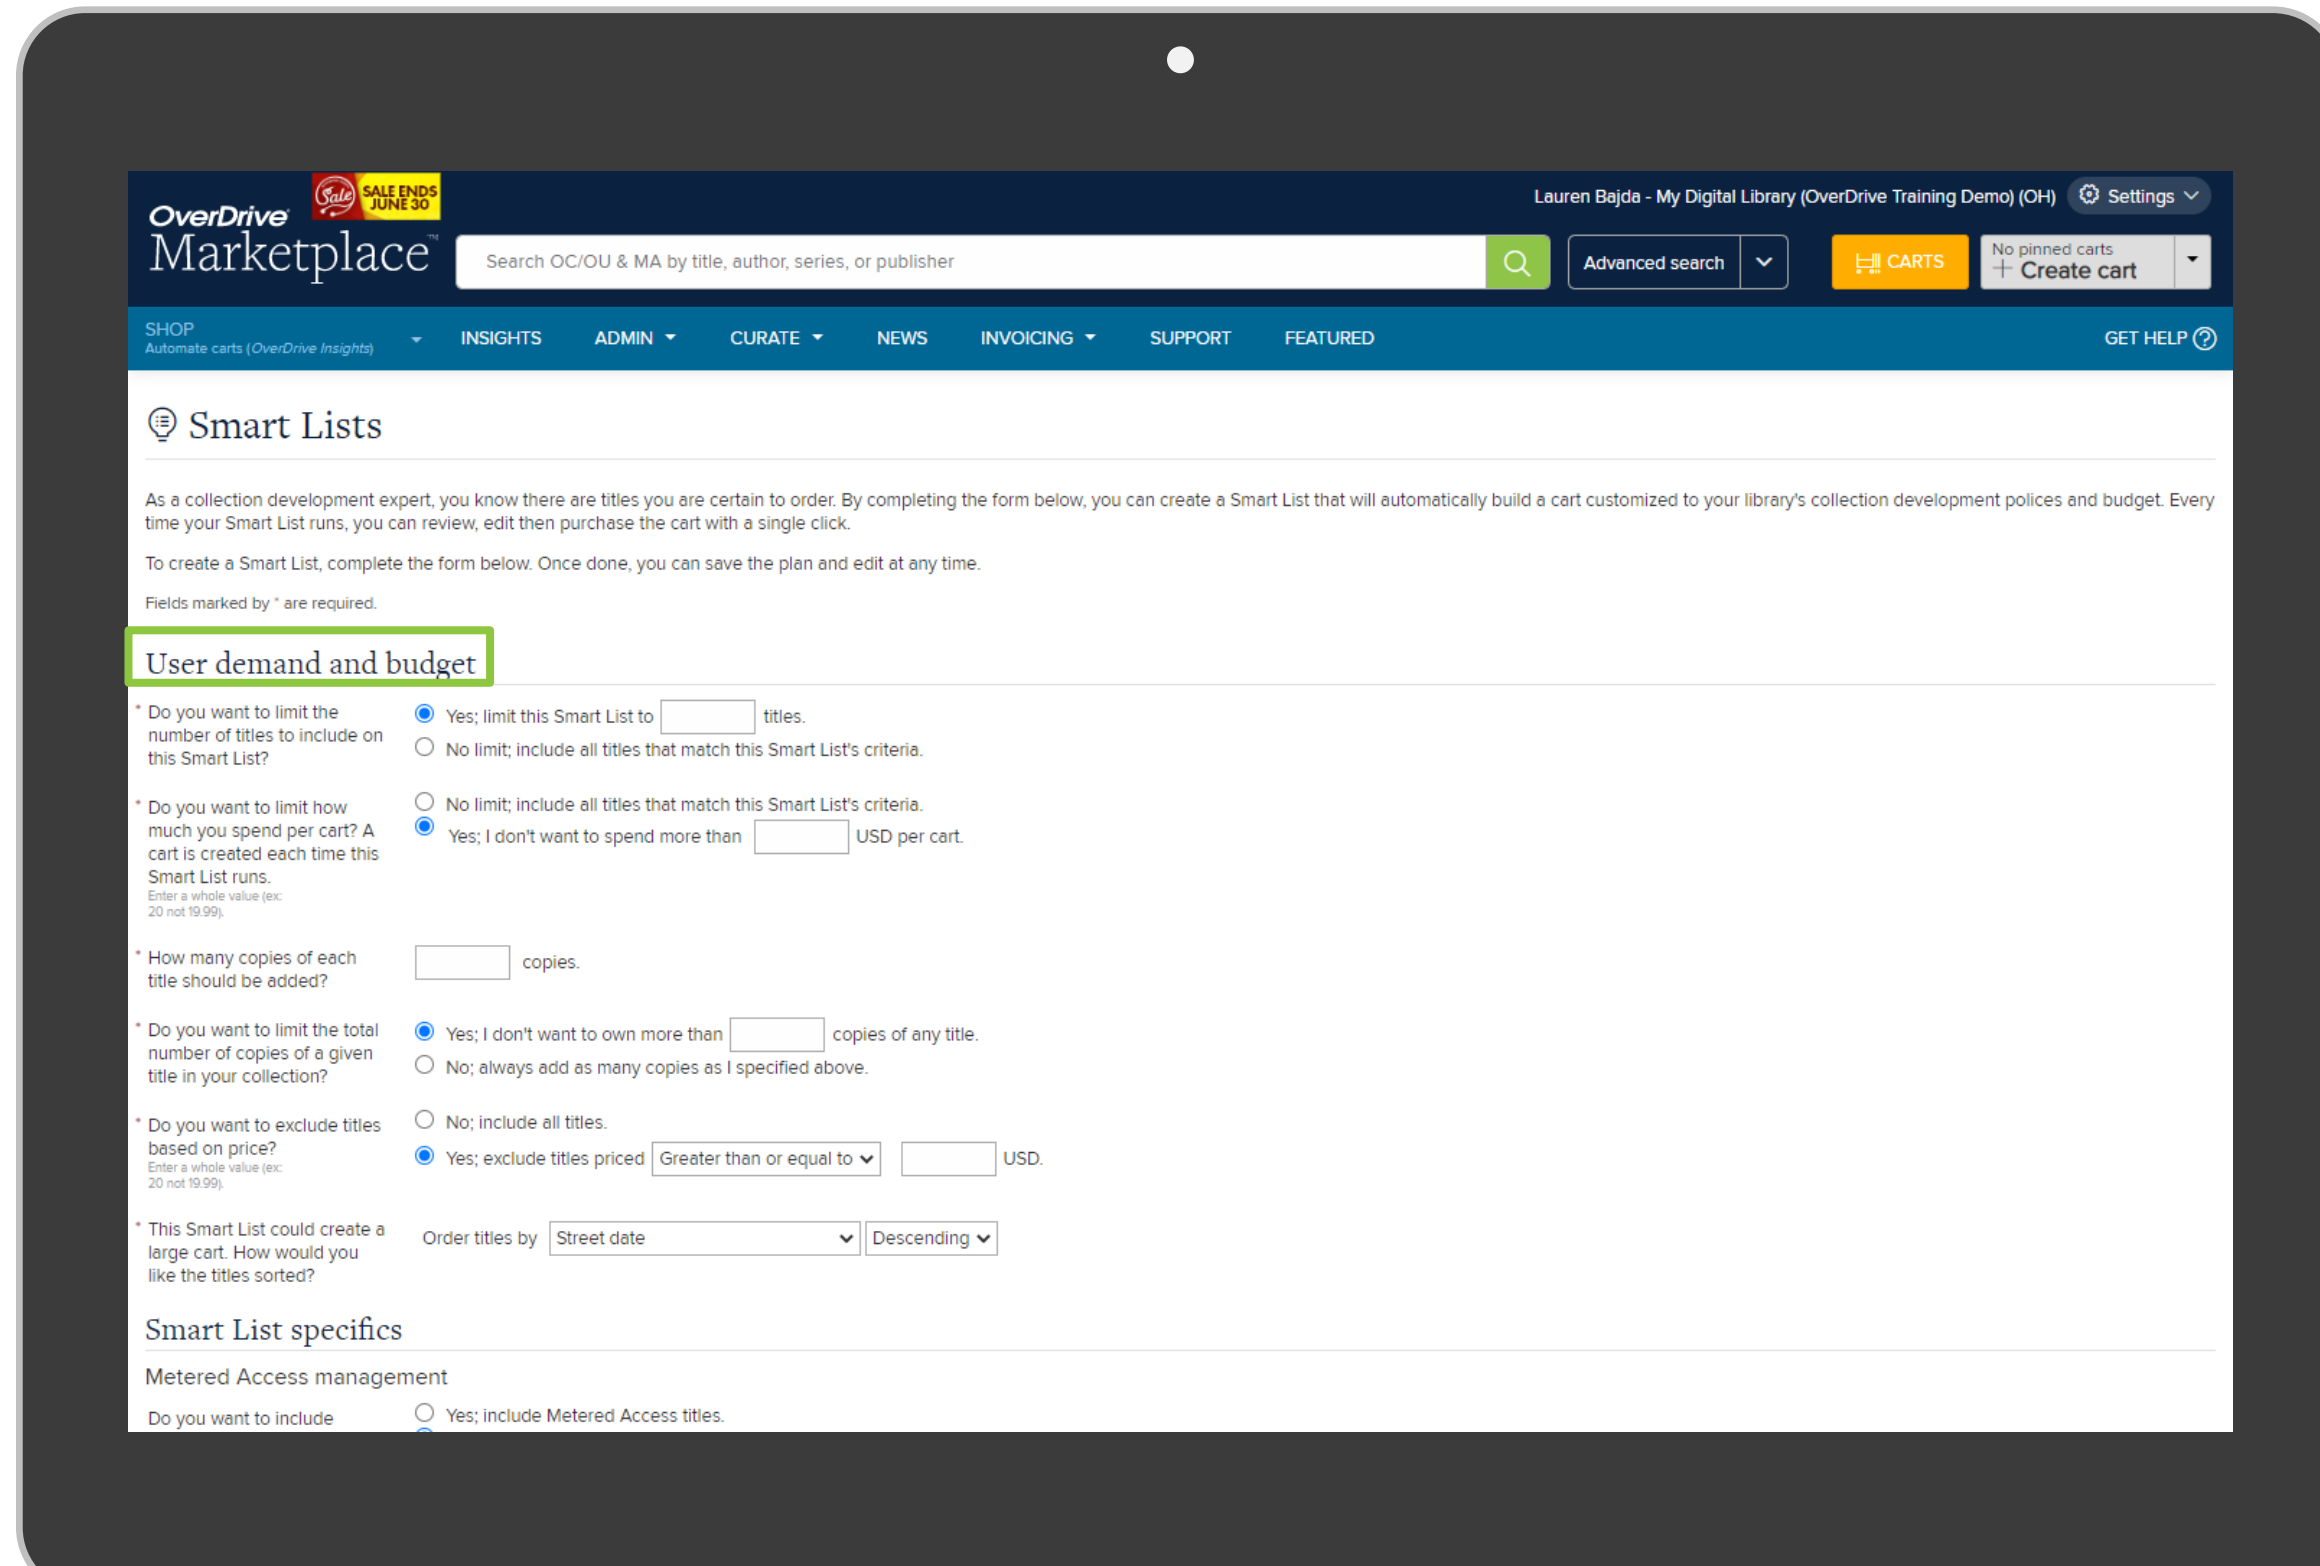 Sale SALE ENDS JUNE 30
Lauren Bajda - My Digital Library (OverDrive Training Demo) (OH) Settings
OverDrive
Marketplace™
Search OC/OU & MA by title, author, series, or publisher
Advanced search
CARTS
No pinned carts
+ Create cart
SHOP
Automate carts (OverDrive Insights)
INSIGHTS ADMIN CURATE NEWS INVOICING SUPPORT FEATURED GET HELP ?
Smart Lists
As a collection development expert, you know there are titles you are certain to order. By completing the form below, you can create a Smart List that will automatically build a cart customized to your library's collection development polices and budget. Every
time your Smart List runs, you can review, edit then purchase the cart with a single click.
To create a Smart List, complete the form below. Once done, you can save the plan and edit at any time.
Fields marked by * are required.
User demand and budget
* Do you want to limit the
number of titles to include on
this Smart List?
Yes; limit this Smart List to titles.
No limit; include all titles that match this Smart List's criteria.
* Do you want to limit how
much you spend per cart? A
cart is created each time this
Smart List runs.
Enter a whole value (ex:
20 not 19.99).
No limit; include all titles that match this Smart List's criteria.
Yes; I don't want to spend more than USD per cart.
* How many copies of each
title should be added?
copies.
* Do you want to limit the total
number of copies of a given
title in your collection?
Yes; I don't want to own more than copies of any title.
No; always add as many copies as I specified above.
* Do you want to exclude titles
based on price?
Enter a whole value (ex:
20 not 19.99).
No; include all titles.
Yes; exclude titles priced Greater than or equal to USD.
* This Smart List could create a
large cart. How would you
like the titles sorted?
Order titles by Street date Descending
Smart List specifics
Metered Access management
Do you want to include
Yes; include Metered Access titles.